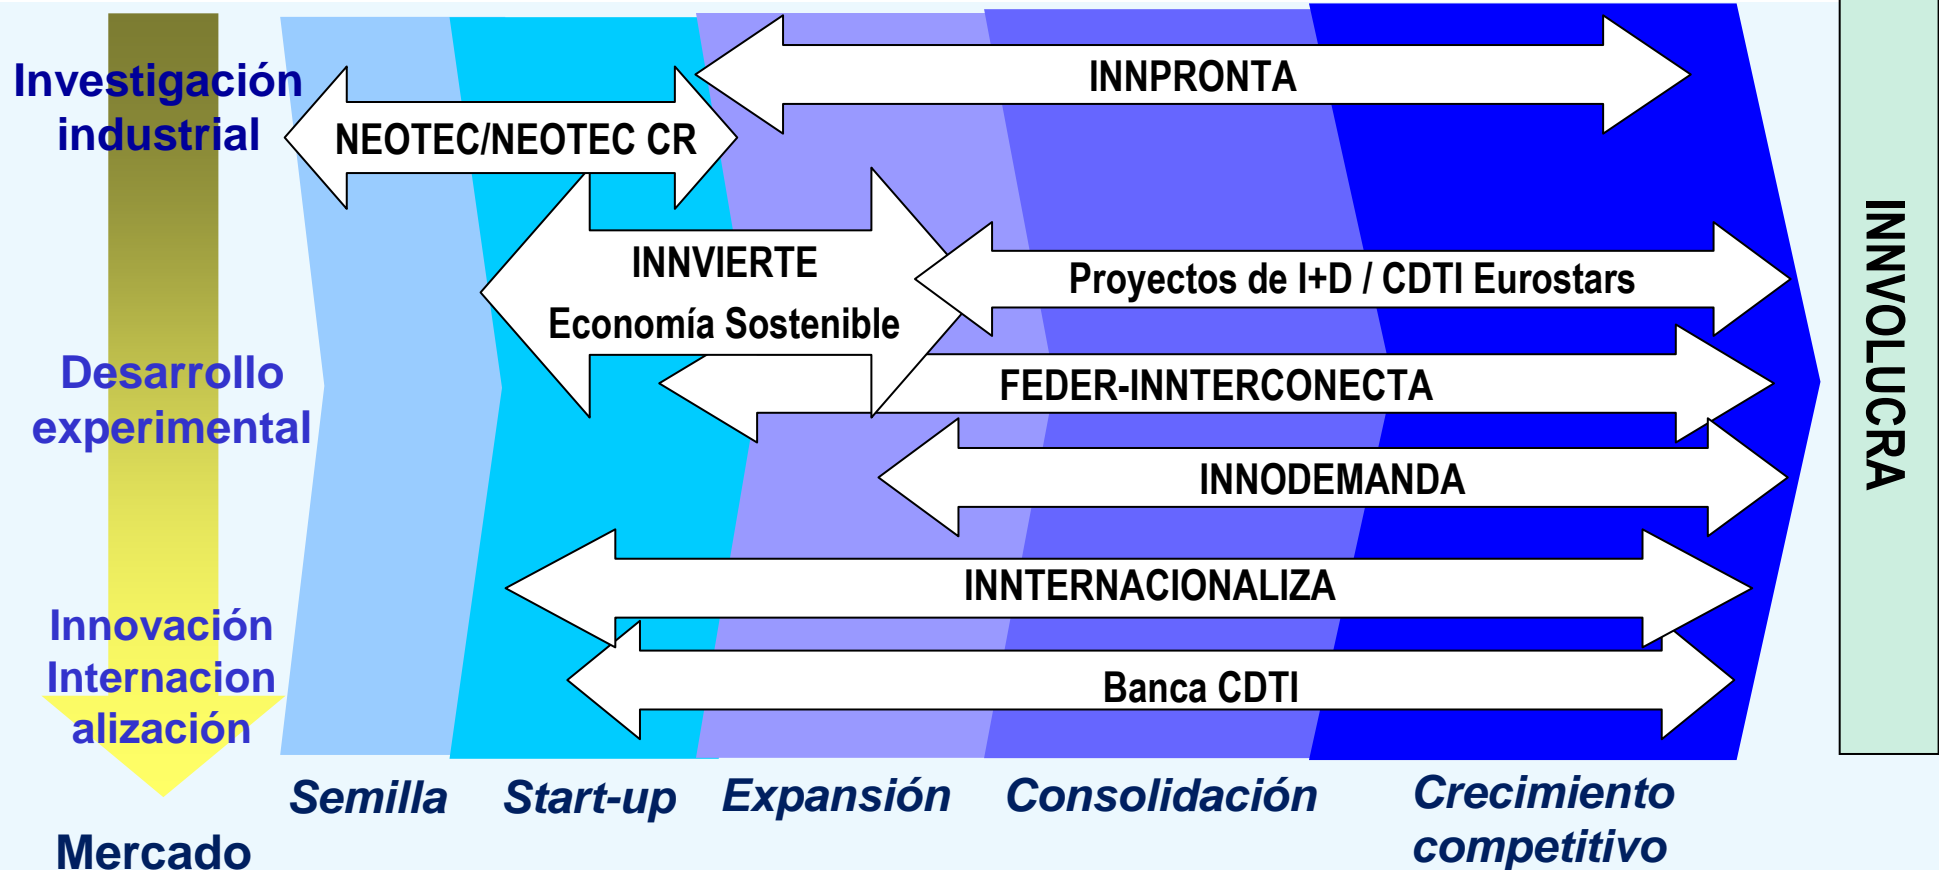 Investigación
industrial
Desarrollo
experimental
Innovación
Internacion
alización
Mercado
INNPRONTA
NEOTEC/NEOTEC CR
INNVIERTE
Economía Sostenible
Proyectos de I+D / CDTI Eurostars
FEDER-INNTERCONECTA
INNODEMANDA
INNTERNACIONALIZA
Banca CDTI
Semilla
Start-up
Expansión
Consolidación
Crecimiento
competitivo
INNVOLUCRA